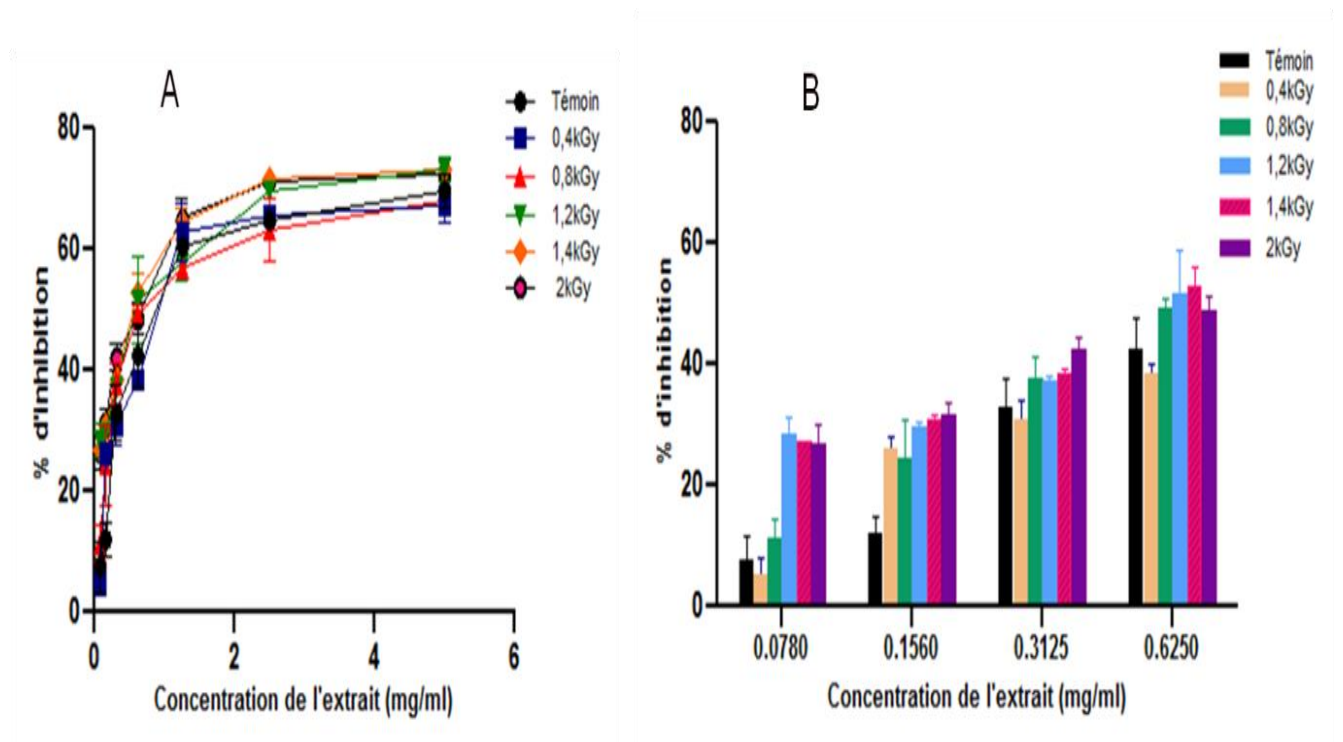 A
80
60
40
20
0
0 2 4 6
% d'inhibition
Concentration de l'extrait (mg/ml)
Témoin
0,4kGy
0,8kGy
1,2kGy
1,4kGy
2kGy
B
80
60
40
20
0
0.0780 0.1560 0.3125 0.6250
% d'inhibition
Concentration de l'extrait (mg/ml)
Témoin
0,4kGy
0,8kGy
1,2kGy
1,4kGy
2kGy